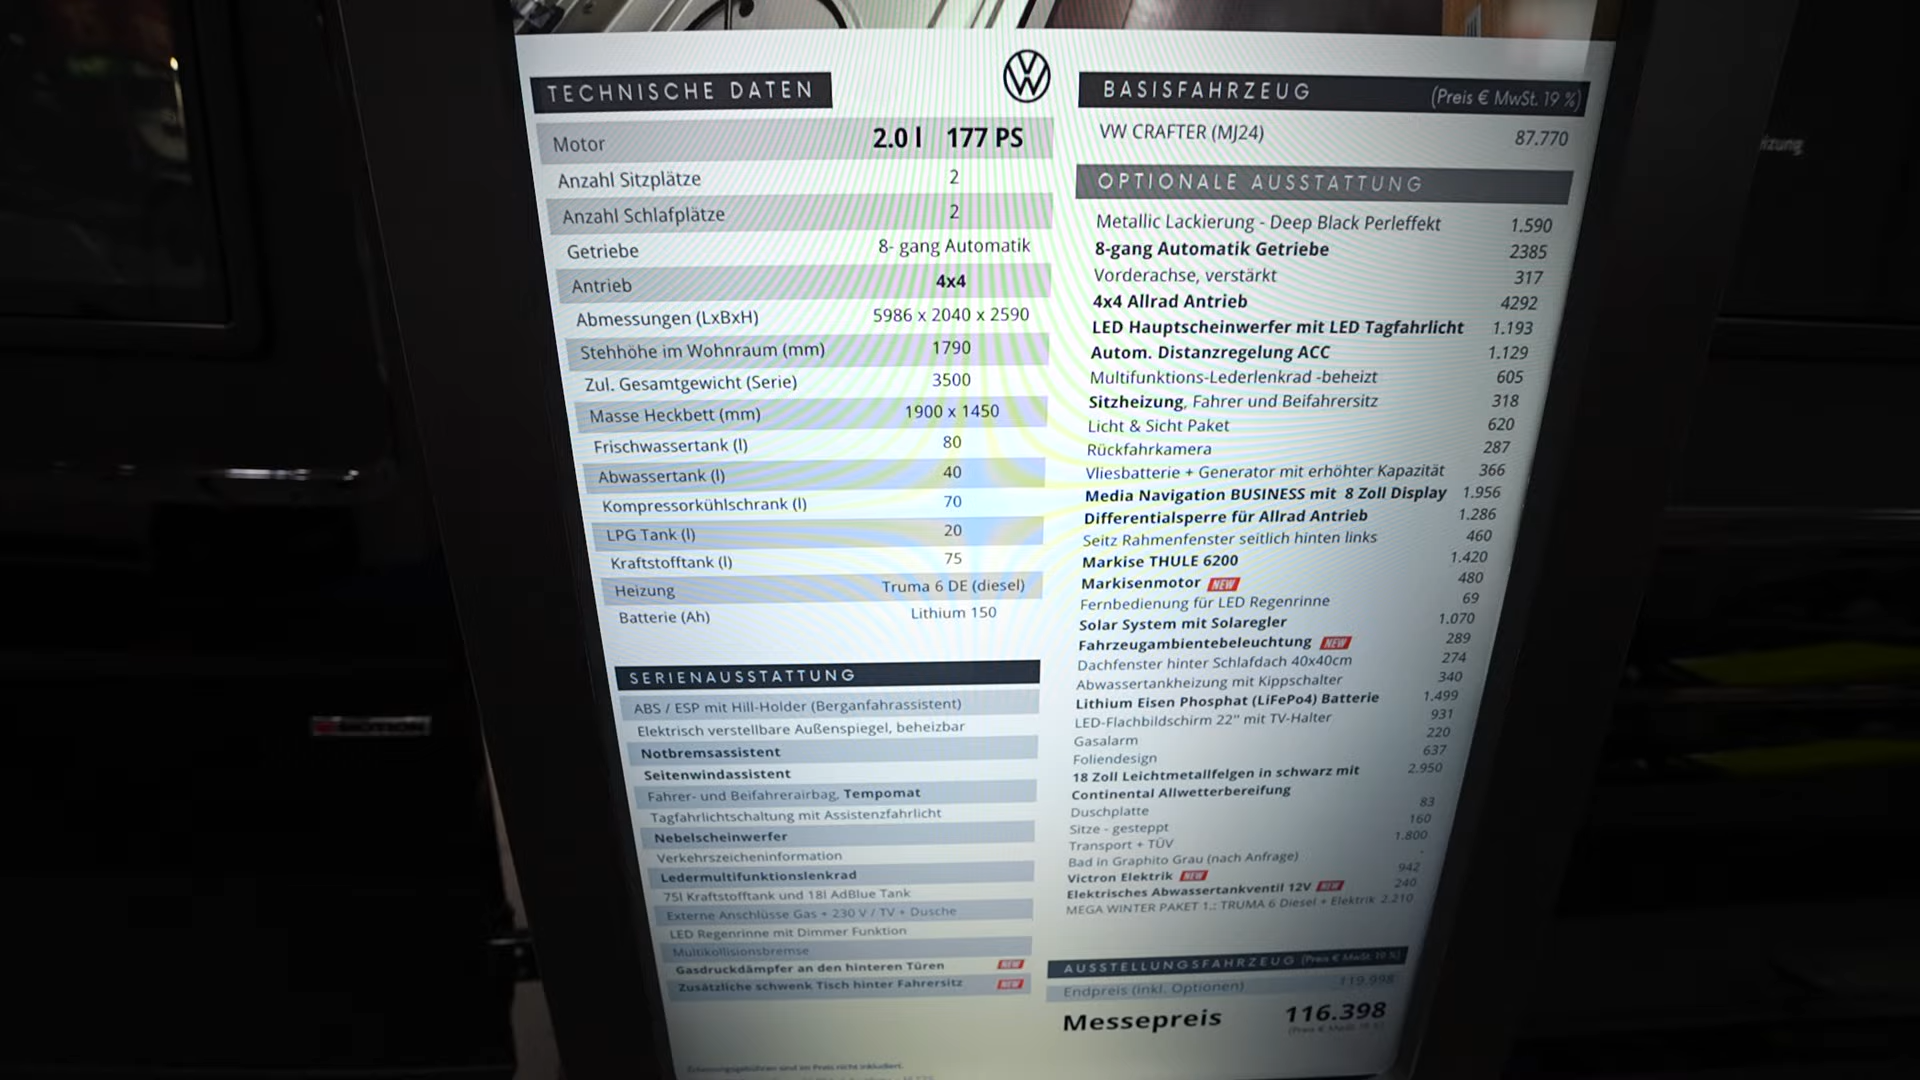 TECHNISCHE DATEN
Motor 2.0 l 177 PS
Anzahl Sitzplätze 2
Anzahl Schlafplätze 2
Getriebe 8- gang Automatik
Antrieb 4x4
Abmessungen (LxBxH) 5986 x 2040 x 2590
Stehhöhe im Wohnraum (mm) 1790
Zul. Gesamtgewicht (Serie) 3500
Masse Heckbett (mm) 1900 x 1450
Frischwassertank (l) 80
Abwassertank (l) 40
Kompressorkühlschrank (l) 70
LPG Tank (l) 20
Kraftstofftank (l) 75
Heizung Truma 6 DE (diesel)
Batterie (Ah) Lithium 150
SERIENAUSSTATTUNG
ABS / ESP mit Hill-Holder (Berganfahrassistent)
Elektrisch verstellbare Außenspiegel, beheizbar
Notbremsassistent
Seitenwindassistent
Fahrer- und Beifahrerairbag, Tempomat
Tagfahrlichtschaltung mit Assistenzfahrlicht
Nebelscheinwerfer
Verkehrszeicheninformation
Ledermultifunktionslenkrad
75l Kraftstofftank und 18l AdBlue Tank
Externe Anschlüsse Gas + 230 V / TV + Dusche
LED Regenrinne mit Dimmer Funktion
Multikollisionsbremse
Gasdruckdämpfer an den hinteren Türen NEW
Zusätzliche schwenk Tisch hinter Fahrersitz NEW
BASISFAHRZEUG (Preis € MwSt. 19 %)
VW CRAFTER (MJ24) 87.770
OPTIONALE AUSSTATTUNG
Metallic Lackierung - Deep Black Perleffekt 1.590
8-gang Automatik Getriebe 2385
Vorderachse, verstärkt 317
4x4 Allrad Antrieb 4292
LED Hauptscheinwerfer mit LED Tagfahrlicht 1.193
Autom. Distanzregelung ACC 1.129
Multifunktions-Lederlenkrad -beheizt 605
Sitzheizung, Fahrer und Beifahrersitz 318
Licht & Sicht Paket 620
Rückfahrkamera 287
Vliesbatterie + Generator mit erhöhter Kapazität 366
Media Navigation BUSINESS mit 8 Zoll Display 1.956
Differentialsperre für Allrad Antrieb 1.286
Seitz Rahmenfenster seitlich hinten links 460
Markise THULE 6200 1.420
Markisenmotor NEW 480
Fernbedienung für LED Regenrinne 69
Solar System mit Solaregler 1.070
Fahrzeugambientebeleuchtung NEW 289
Dachfenster hinter Schlafdach 40x40cm 274
Abwassertankheizung mit Kippschalter 340
Lithium Eisen Phosphat (LiFePo4) Batterie 1.499
LED-Flachbildschirm 22" mit TV-Halter 931
Gasalarm 220
Foliendesign 637
18 Zoll Leichtmetallfelgen in schwarz mit 2.950
Continental Allwetterbereifung
Duschplatte 83
Sitze - gesteppt 160
Transport + TÜV 1.800
Bad in Graphito Grau (nach Anfrage) -
Victron Elektrik NEW 942
Elektrisches Abwassertankventil 12V NEW 240
MEGA WINTER PAKET 1.: TRUMA 6 Diesel + Elektrik 2.210
AUSSTELLUNGSFAHRZEUG (Preis € MwSt. 19 %)
Endpreis (inkl. Optionen) 119.998
Messepreis 116.398
(Preis € MwSt. 19 %)